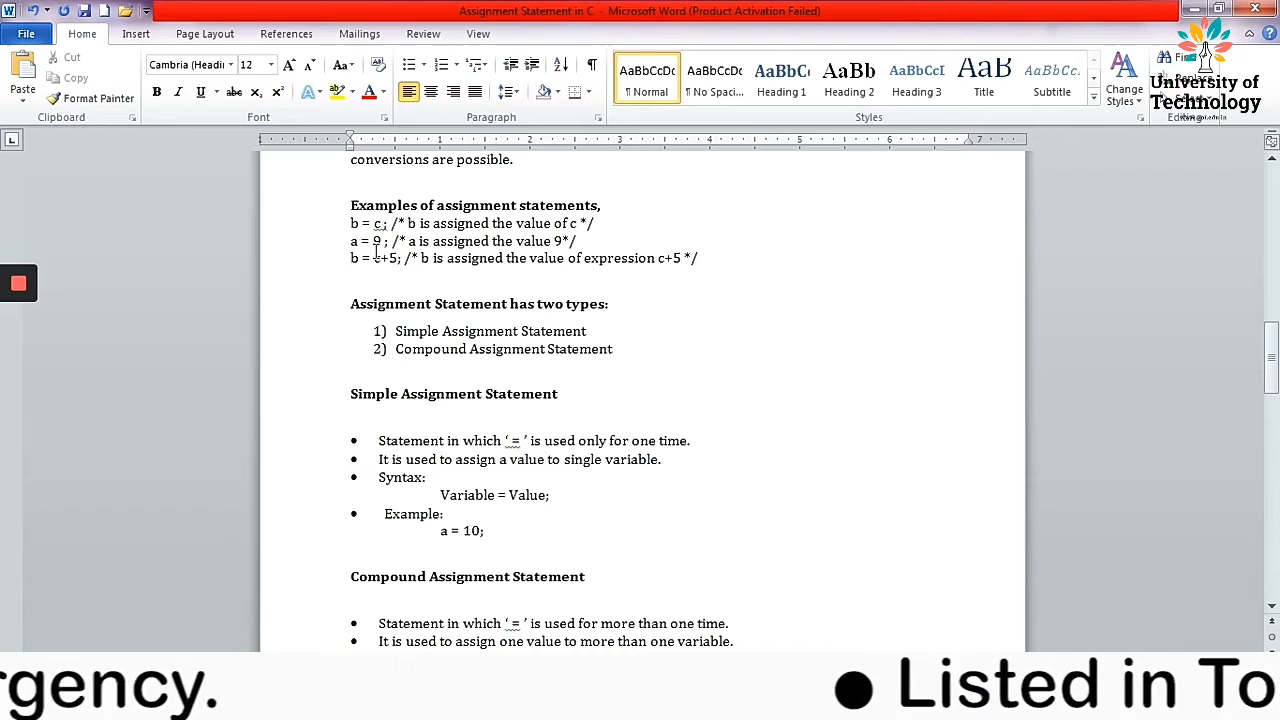 Assignment Statement in C - Microsoft Word (Product Activation Failed)
File Home Insert Page Layout References Mailings Review View
Cut
Copy
Format Painter
Paste
Clipboard
Cambria (Headi 12
Font
Paragraph
AaBbCcDc AaBbCcDc AaBbC AaBb AaBbCcI AaB AaBbCcD
¶ Normal ¶ No Spaci... Heading 1 Heading 2 Heading 3 Title Subtitle
Styles
Change
Styles
University of
Technology
conversions are possible.
Examples of assignment statements,
b = c ; /* b is assigned the value of c */
a = 9 ; /* a is assigned the value 9*/
b = c+5; /* b is assigned the value of expression c+5 */
Assignment Statement has two types:
1) Simple Assignment Statement
2) Compound Assignment Statement
Simple Assignment Statement
• Statement in which ‘ = ’ is used only for one time.
• It is used to assign a value to single variable.
• Syntax:
Variable = Value;
• Example:
a = 10;
Compound Assignment Statement
• Statement in which ‘ = ’ is used for more than one time.
• It is used to assign one value to more than one variable.
rgency. ● Listed in To